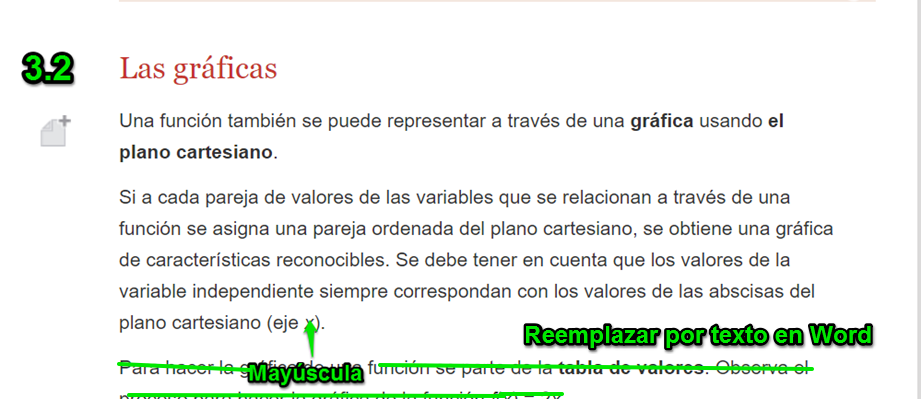 3.2 Las gráficas
Una función también se puede representar a través de una gráfica usando el
plano cartesiano.
Si a cada pareja de valores de las variables que se relacionan a través de una
función se asigna una pareja ordenada del plano cartesiano, se obtiene una gráfica
de características reconocibles. Se debe tener en cuenta que los valores de la
variable independiente siempre correspondan con los valores de las abscisas del
plano cartesiano (eje x).
Reemplazar por texto en Word
Para hacer la gráfica de una función se parte de la tabla de valores. Observa el
Mayúscula